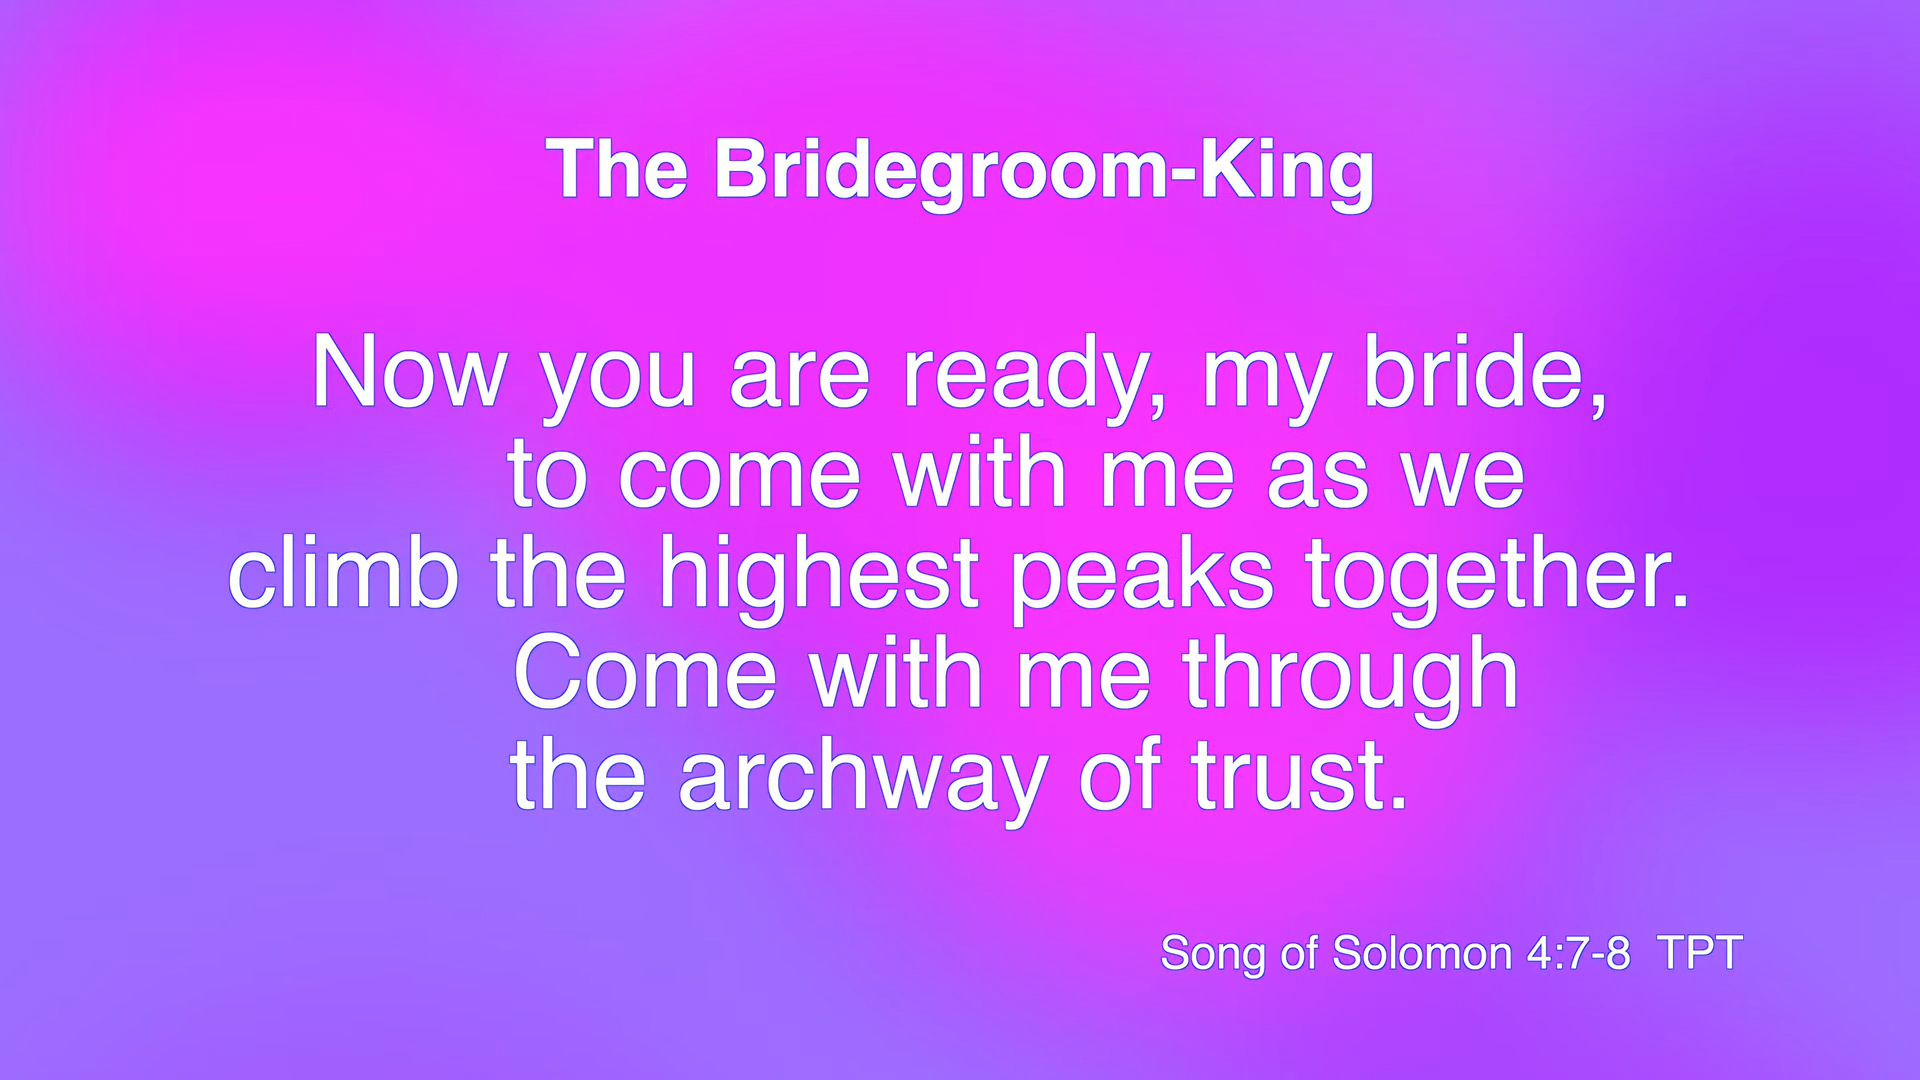 The Bridegroom-King
Now you are ready, my bride,
to come with me as we
climb the highest peaks together.
Come with me through
the archway of trust.
Song of Solomon 4:7-8  TPT